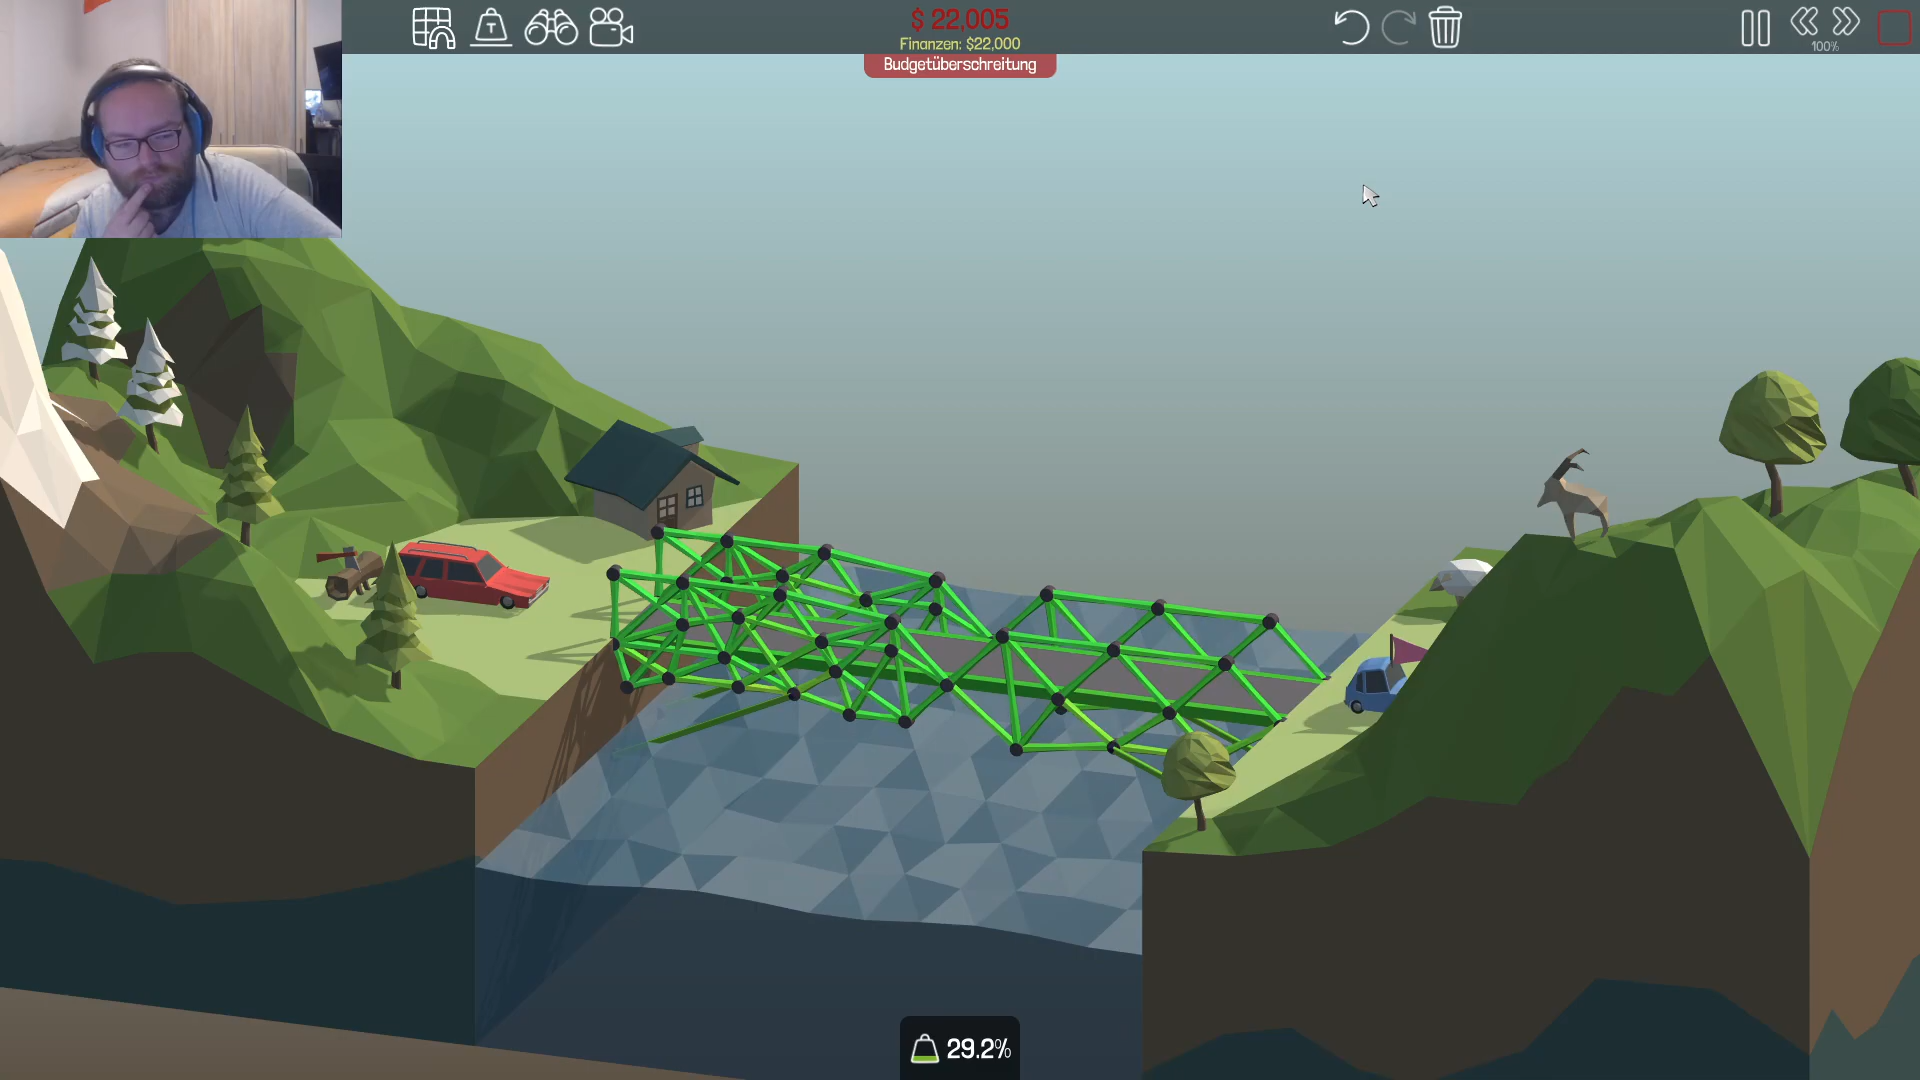 $ 22,005
Finanzen: $22,000
Budgetüberschreitung
100%
29.2%